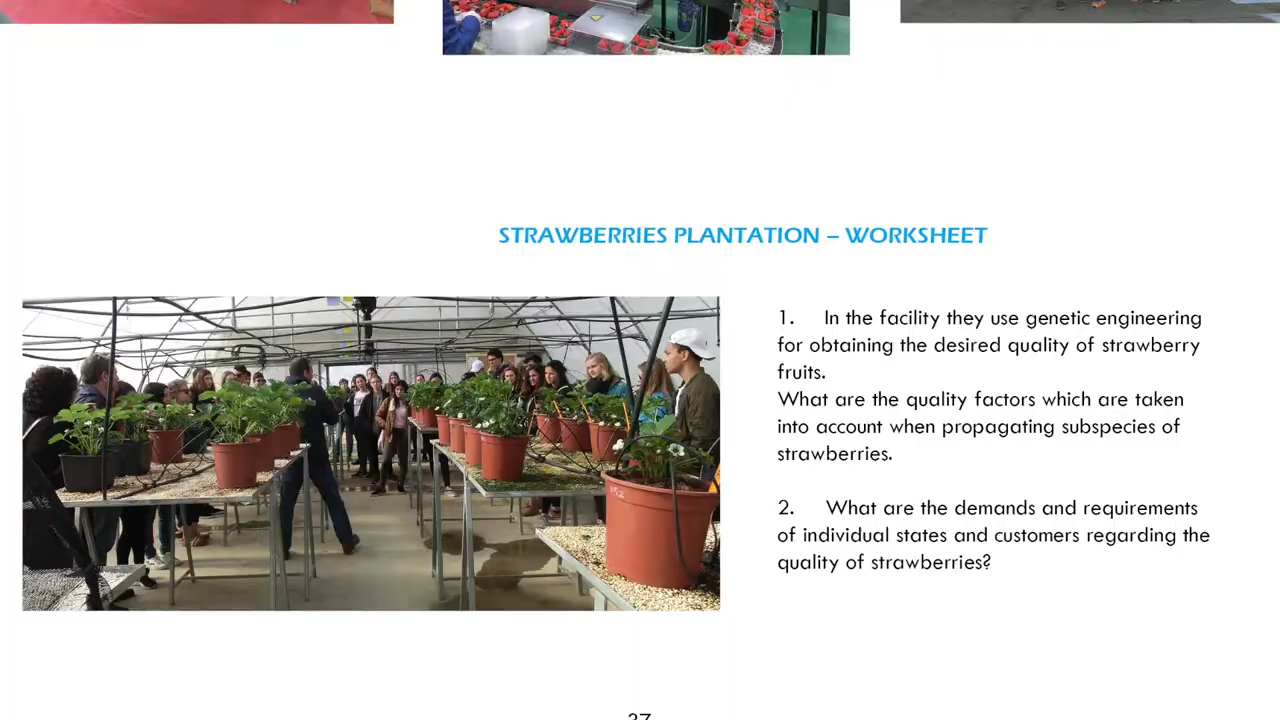 STRAWBERRIES PLANTATION – WORKSHEET
1. In the facility they use genetic engineering
for obtaining the desired quality of strawberry
fruits.
What are the quality factors which are taken
into account when propagating subspecies of
strawberries.
2. What are the demands and requirements
of individual states and customers regarding the
quality of strawberries?
37